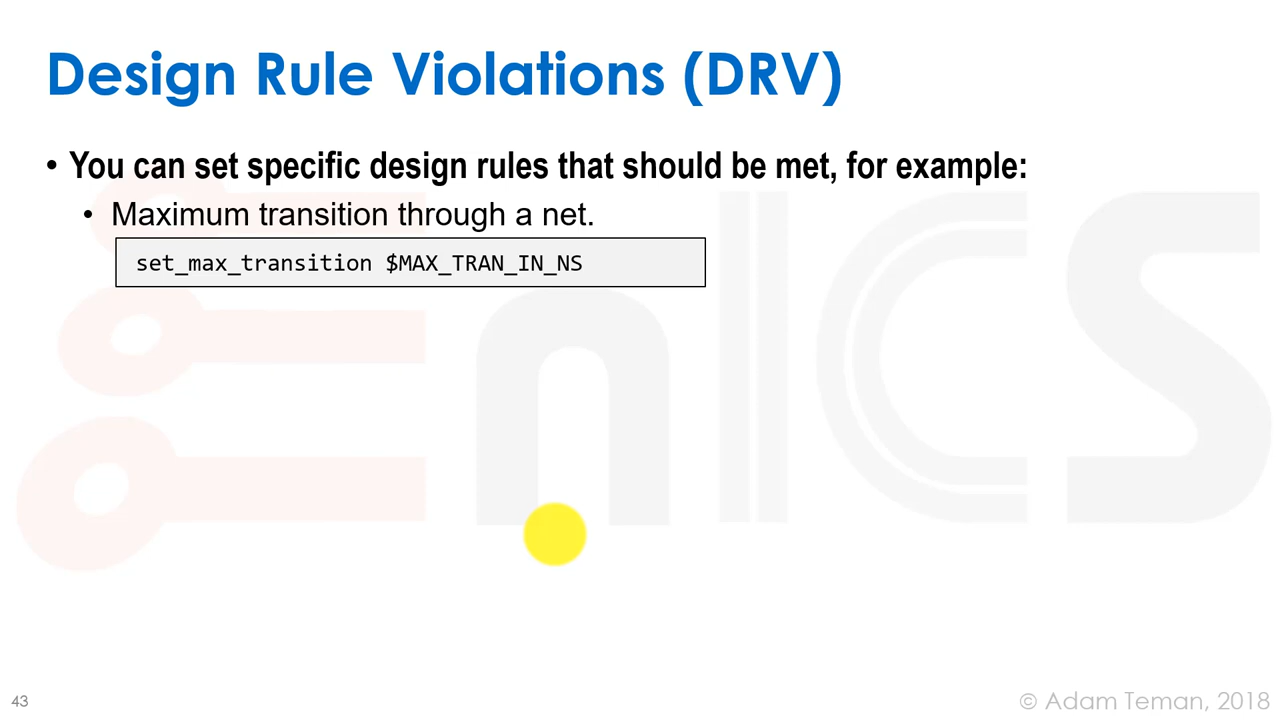 Design Rule Violations (DRV)
• You can set specific design rules that should be met, for example:
• Maximum transition through a net.
set_max_transition $MAX_TRAN_IN_NS
enICS
43
© Adam Teman, 2018